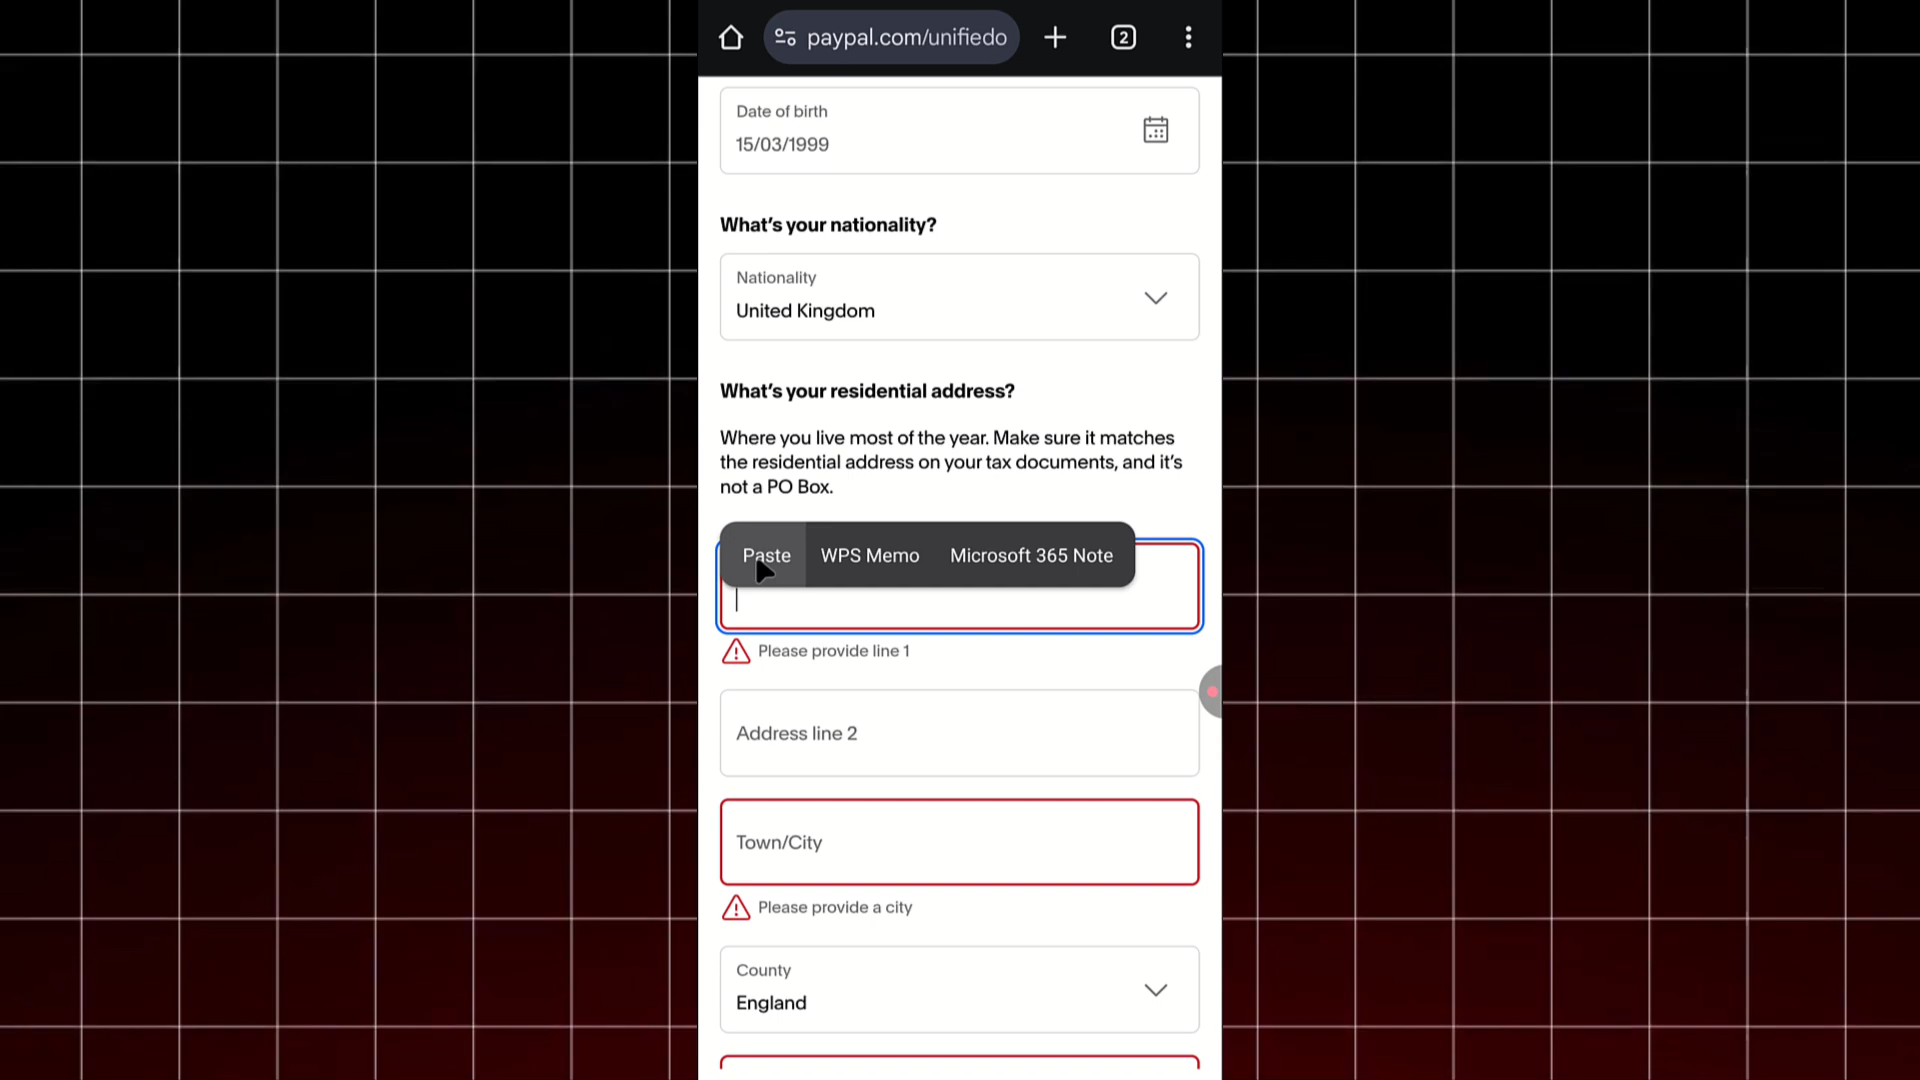 paypal.com/unifiedo
2
Date of birth
15/03/1999
What's your nationality?
Nationality
United Kingdom
What's your residential address?
Where you live most of the year. Make sure it matches
the residential address on your tax documents, and it's
not a PO Box.
Paste WPS Memo Microsoft 365 Note
Please provide line 1
Address line 2
Town/City
Please provide a city
County
England